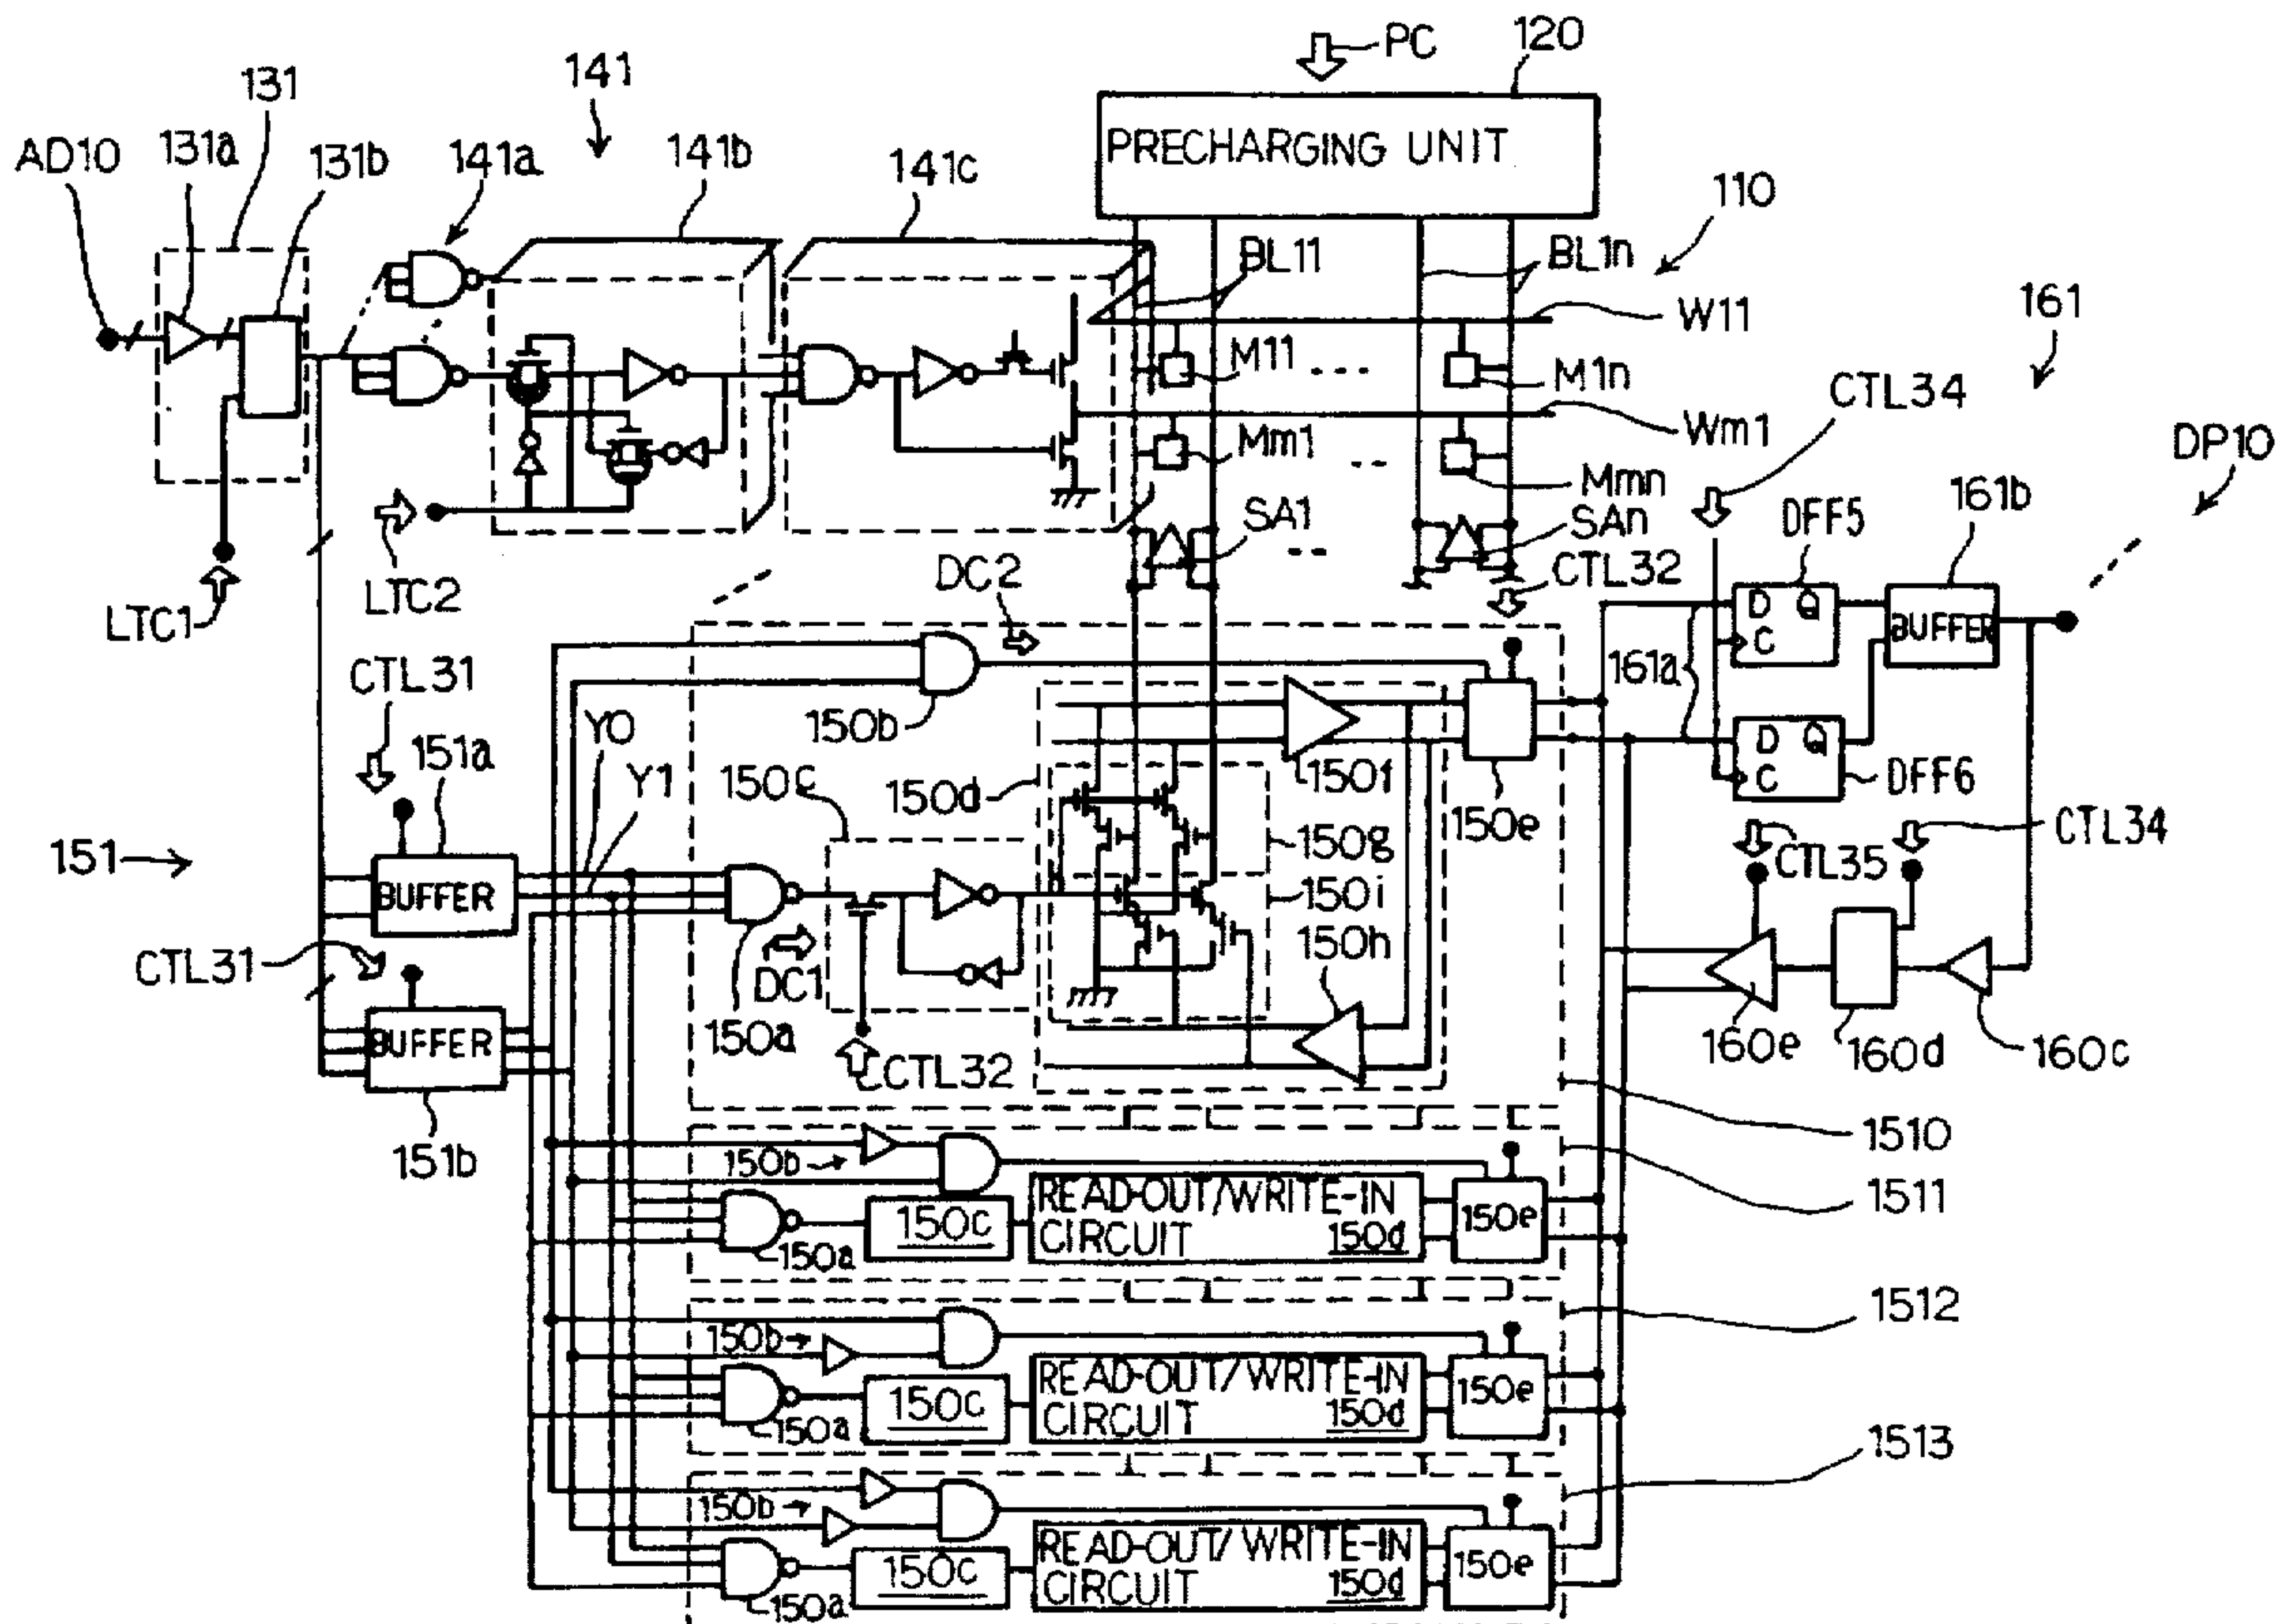 PC
120
131
141
AD10
131a
131b
141a
141b
141c
PRECHARGING UNIT
110
BL11
BL1n
161
W11
M11
M1n
CTL34
Wm1
DP10
Mm1
Mmn
161b
SA1
SAn
DFF5
LTC1
LTC2
DC2
CTL32
D Q
C
BUFFER
161a
CTL31
Y0
150b
151a
Y1
150c
150d
150f
150e
D Q
C
DFF6
151
BUFFER
150g
CTL35
CTL34
150i
CTL31
DC1
150h
150a
BUFFER
CTL32
160e
160d
160c
151b
1510
150b
1511
READ-OUT/WRITE-IN
CIRCUIT 150d
150c
150e
150a
1512
150b
READ-OUT/WRITE-IN
CIRCUIT 150d
150c
150e
150a
1513
150b
READ-OUT/WRITE-IN
CIRCUIT 150d
150c
150e
150a